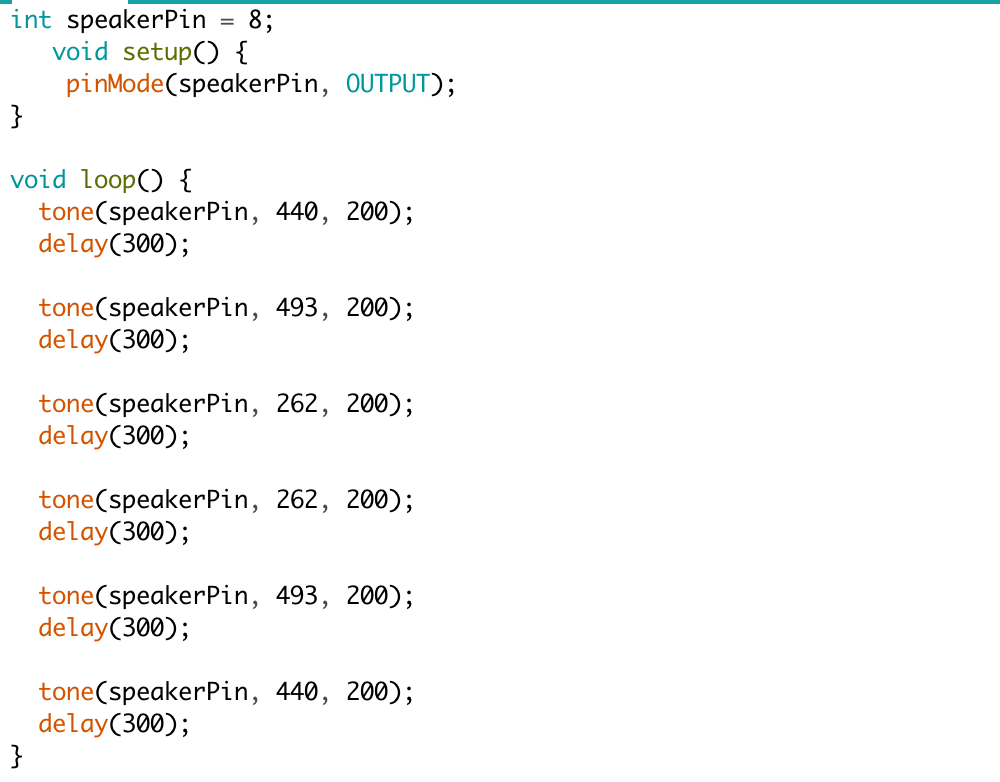 int speakerPin = 8;
   void setup() {
    pinMode(speakerPin, OUTPUT);
}

void loop() {
  tone(speakerPin, 440, 200);
  delay(300);

  tone(speakerPin, 493, 200);
  delay(300);

  tone(speakerPin, 262, 200);
  delay(300);

  tone(speakerPin, 262, 200);
  delay(300);

  tone(speakerPin, 493, 200);
  delay(300);

  tone(speakerPin, 440, 200);
  delay(300);
}